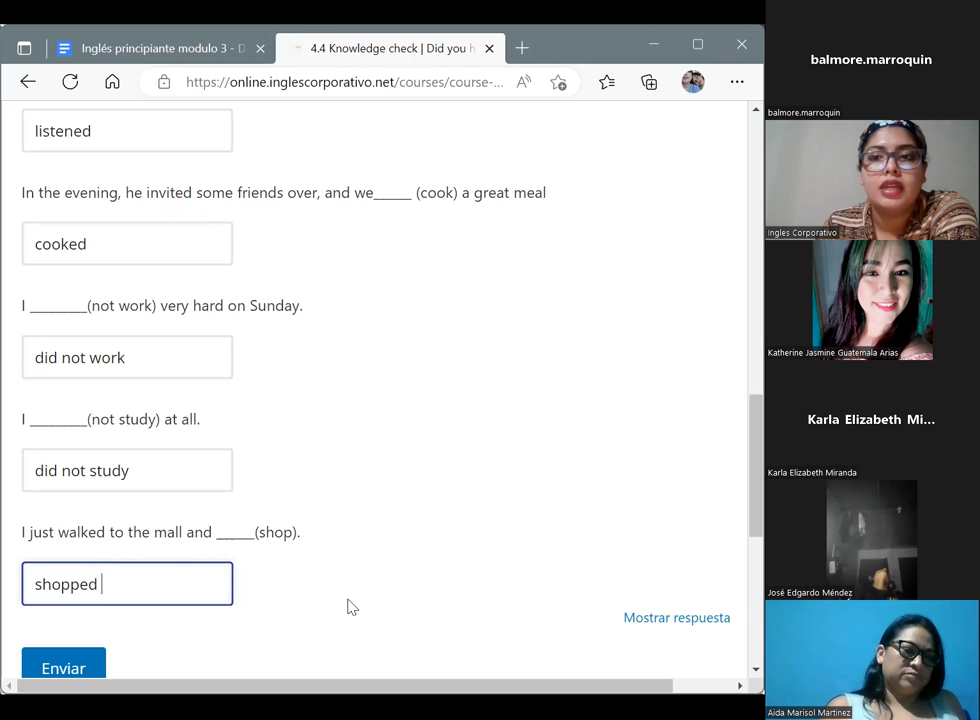 Inglés principiante modulo 3 - D
4.4 Knowledge check | Did you h
https://online.inglescorporativo.net/courses/course-...
listened
In the evening, he invited some friends over, and we______ (cook) a great meal
cooked
I _________(not work) very hard on Sunday.
did not work
I _________(not study) at all.
did not study
I just walked to the mall and ______(shop).
shopped
Mostrar respuesta
Enviar
balmore.marroquin
balmore.marroquin
Ingles Corporativo
Katherine Jasmine Guatemala Arias
Karla Elizabeth Mi...
Karla Elizabeth Miranda
José Edgardo Méndez
Aida Marisol Martinez